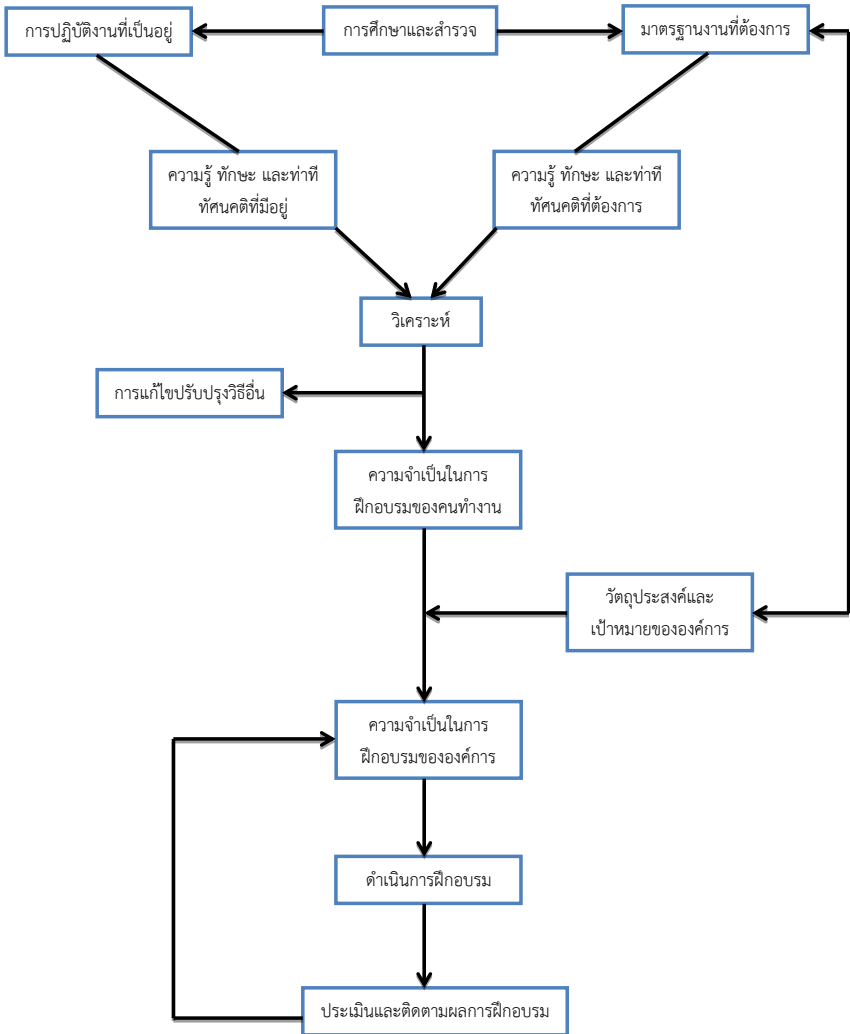 การปฏิบัติงานที่เป็นอยู่
การศึกษาและสำรวจ
มาตรฐานงานที่ต้องการ
ความรู้ ทักษะ และท่าที
ทัศนคติที่มีอยู่
ความรู้ ทักษะ และท่าที
ทัศนคติที่ต้องการ
วิเคราะห์
การแก้ไขปรับปรุงวิธีอื่น
ความจำเป็นในการ
ฝึกอบรมของคนทำงาน
วัตถุประสงค์และ
เป้าหมายขององค์การ
ความจำเป็นในการ
ฝึกอบรมขององค์การ
ดำเนินการฝึกอบรม
ประเมินและติดตามผลการฝึกอบรม